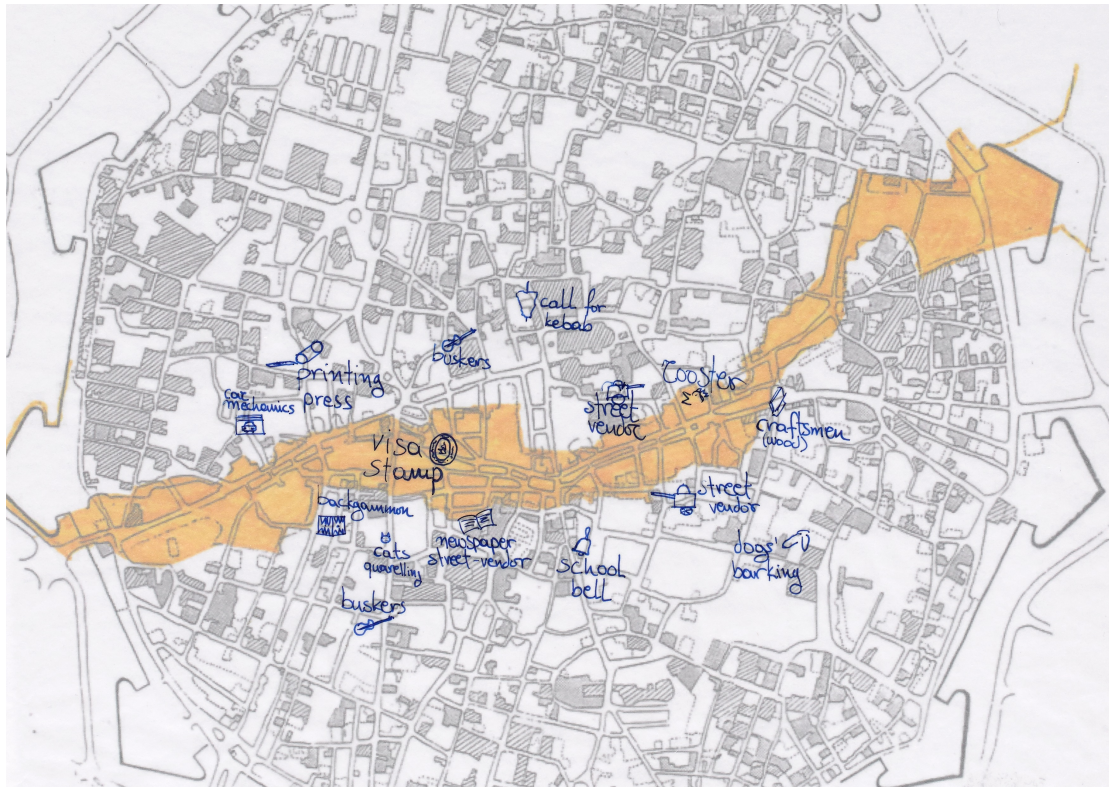 call for
kebab
buskers
printing
press
car
mechanics
visa
stamp
street
vendor
rooster
craftsmen
(wood)
street
vendor
backgammon
cats
quarelling
newspaper
street-vendor
school
bell
dogs'
barking
buskers